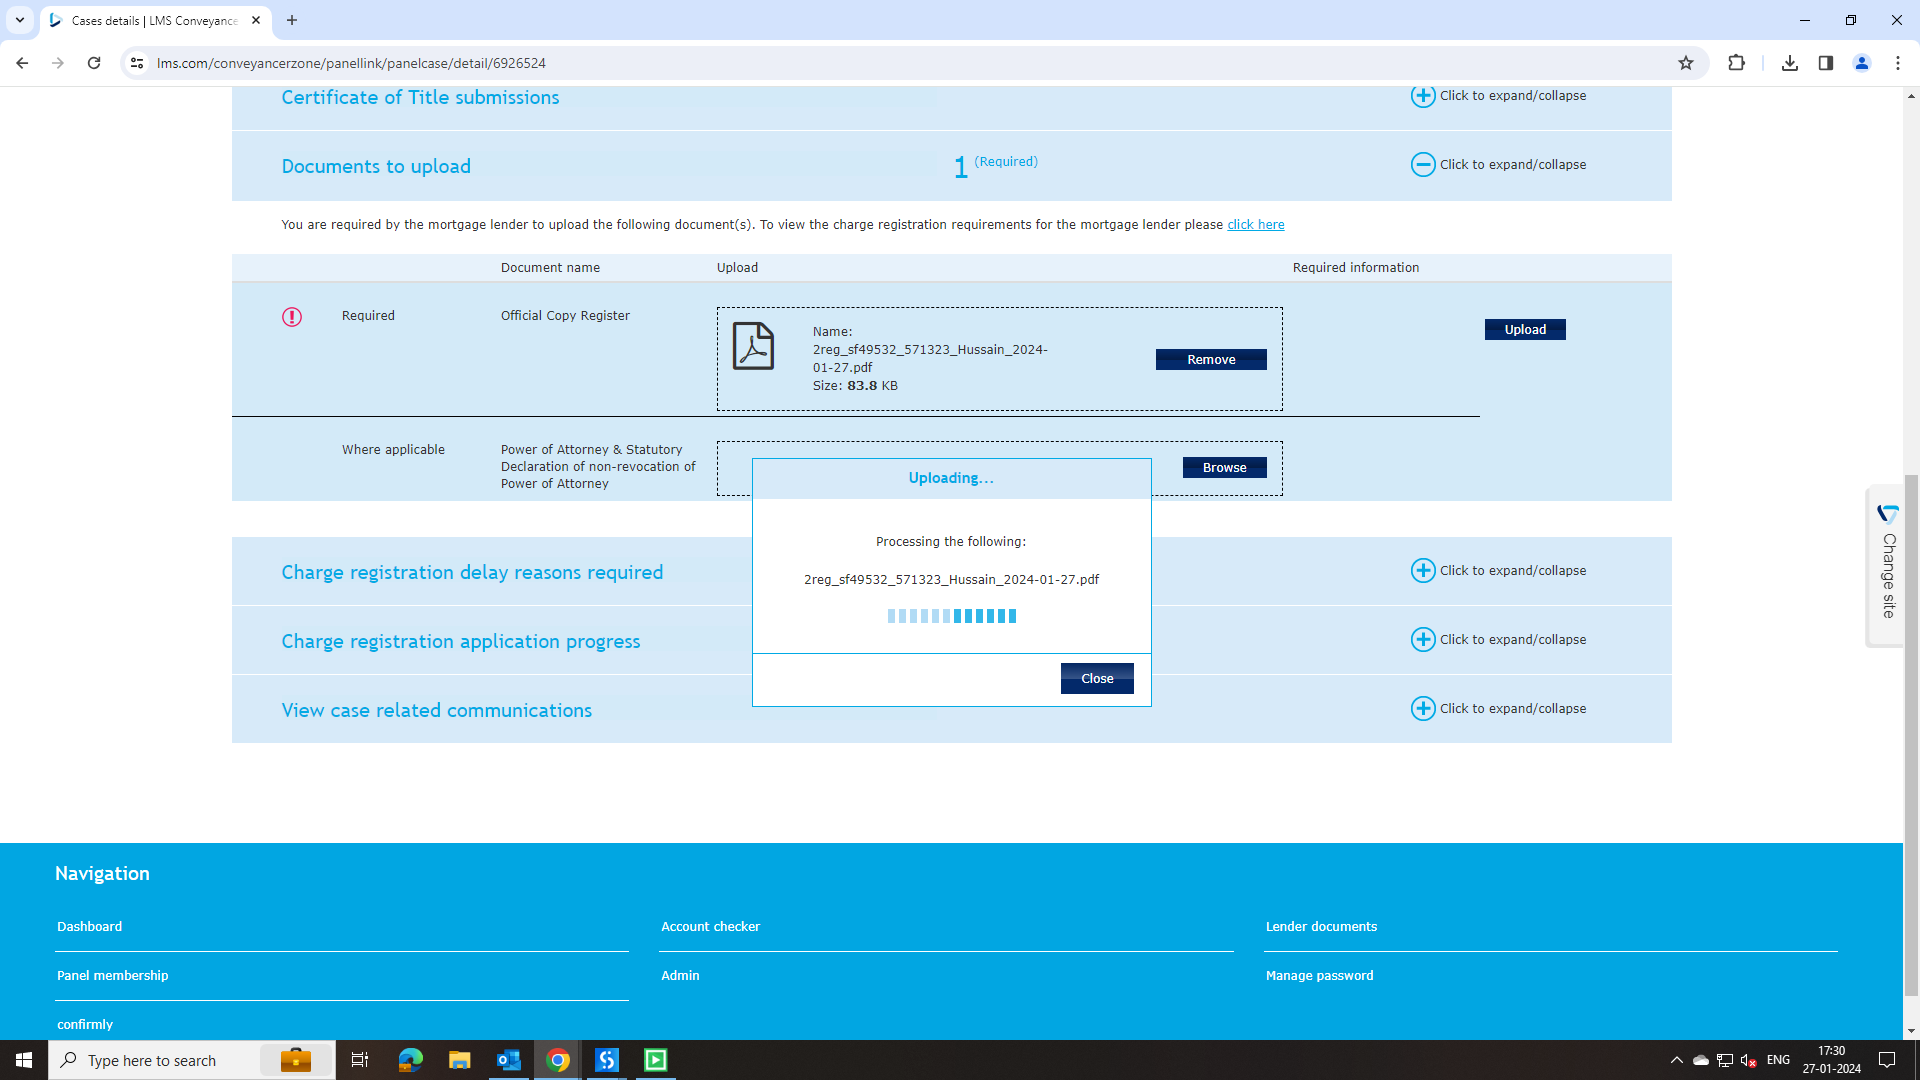 Cases details | LMS Conveyance
lms.com/conveyancerzone/panellink/panelcase/detail/6926524
Certificate of Title submissions
Click to expand/collapse
Documents to upload
1 (Required)
Click to expand/collapse
You are required by the mortgage lender to upload the following document(s). To view the charge registration requirements for the mortgage lender please click here
Document name Upload Required information
Required
Official Copy Register
Name:
2reg_sf49532_571323_Hussain_2024-
01-27.pdf
Size: 83.8 KB
Remove
Upload
Where applicable
Power of Attorney & Statutory
Declaration of non-revocation of
Power of Attorney
Browse
Uploading...
Processing the following:
2reg_sf49532_571323_Hussain_2024-01-27.pdf
Close
Charge registration delay reasons required
Click to expand/collapse
Charge registration application progress
Click to expand/collapse
View case related communications
Click to expand/collapse
Change site
Navigation
Dashboard
Account checker
Lender documents
Panel membership
Admin
Manage password
confirmly
Type here to search
ENG
17:30
27-01-2024